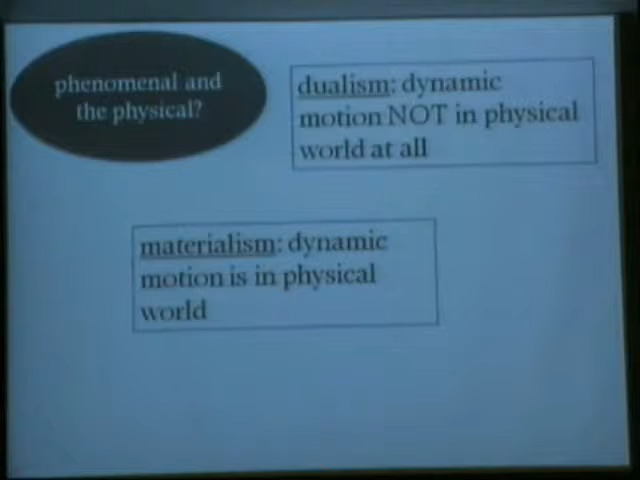 phenomenal and
the physical?
dualism: dynamic
motion NOT in physical
world at all
materialism: dynamic
motion is in physical
world